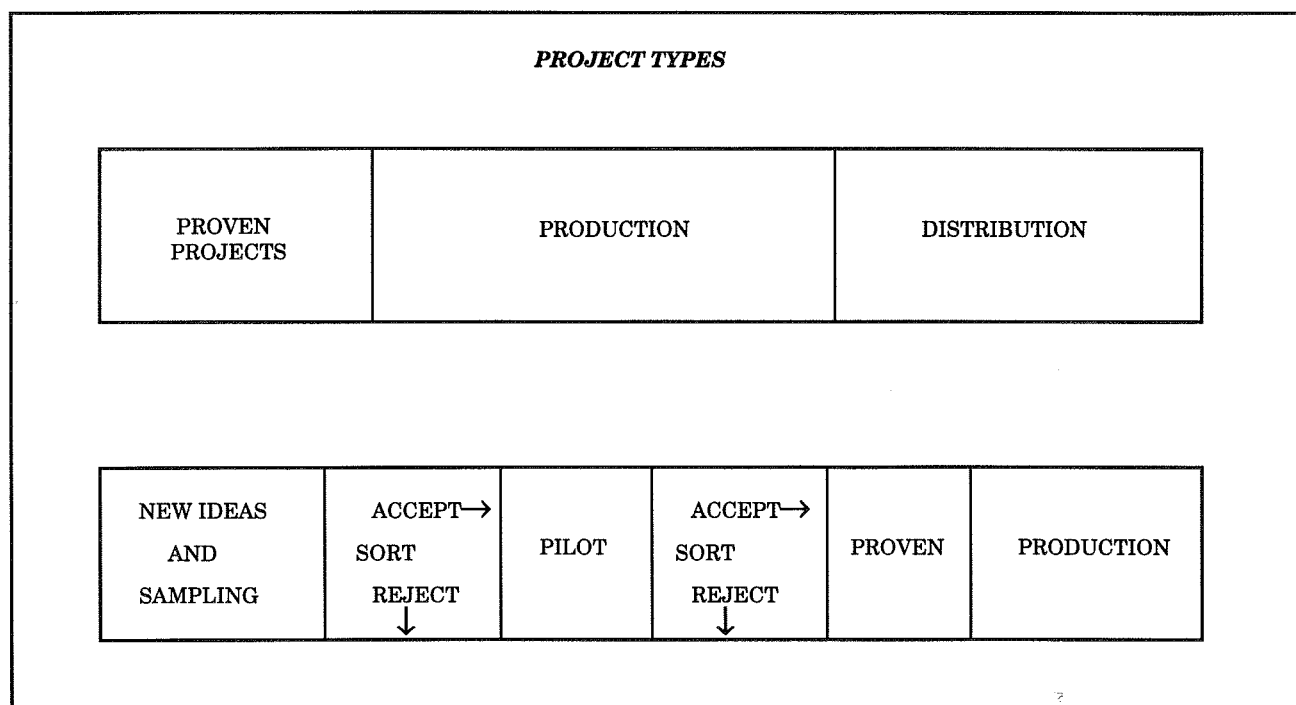 PROJECT TYPES
PROVEN
PROJECTS
PRODUCTION
DISTRIBUTION
NEW IDEAS
AND
SAMPLING
ACCEPT→
SORT
REJECT
↓
PILOT
ACCEPT→
SORT
REJECT
↓
PROVEN
PRODUCTION